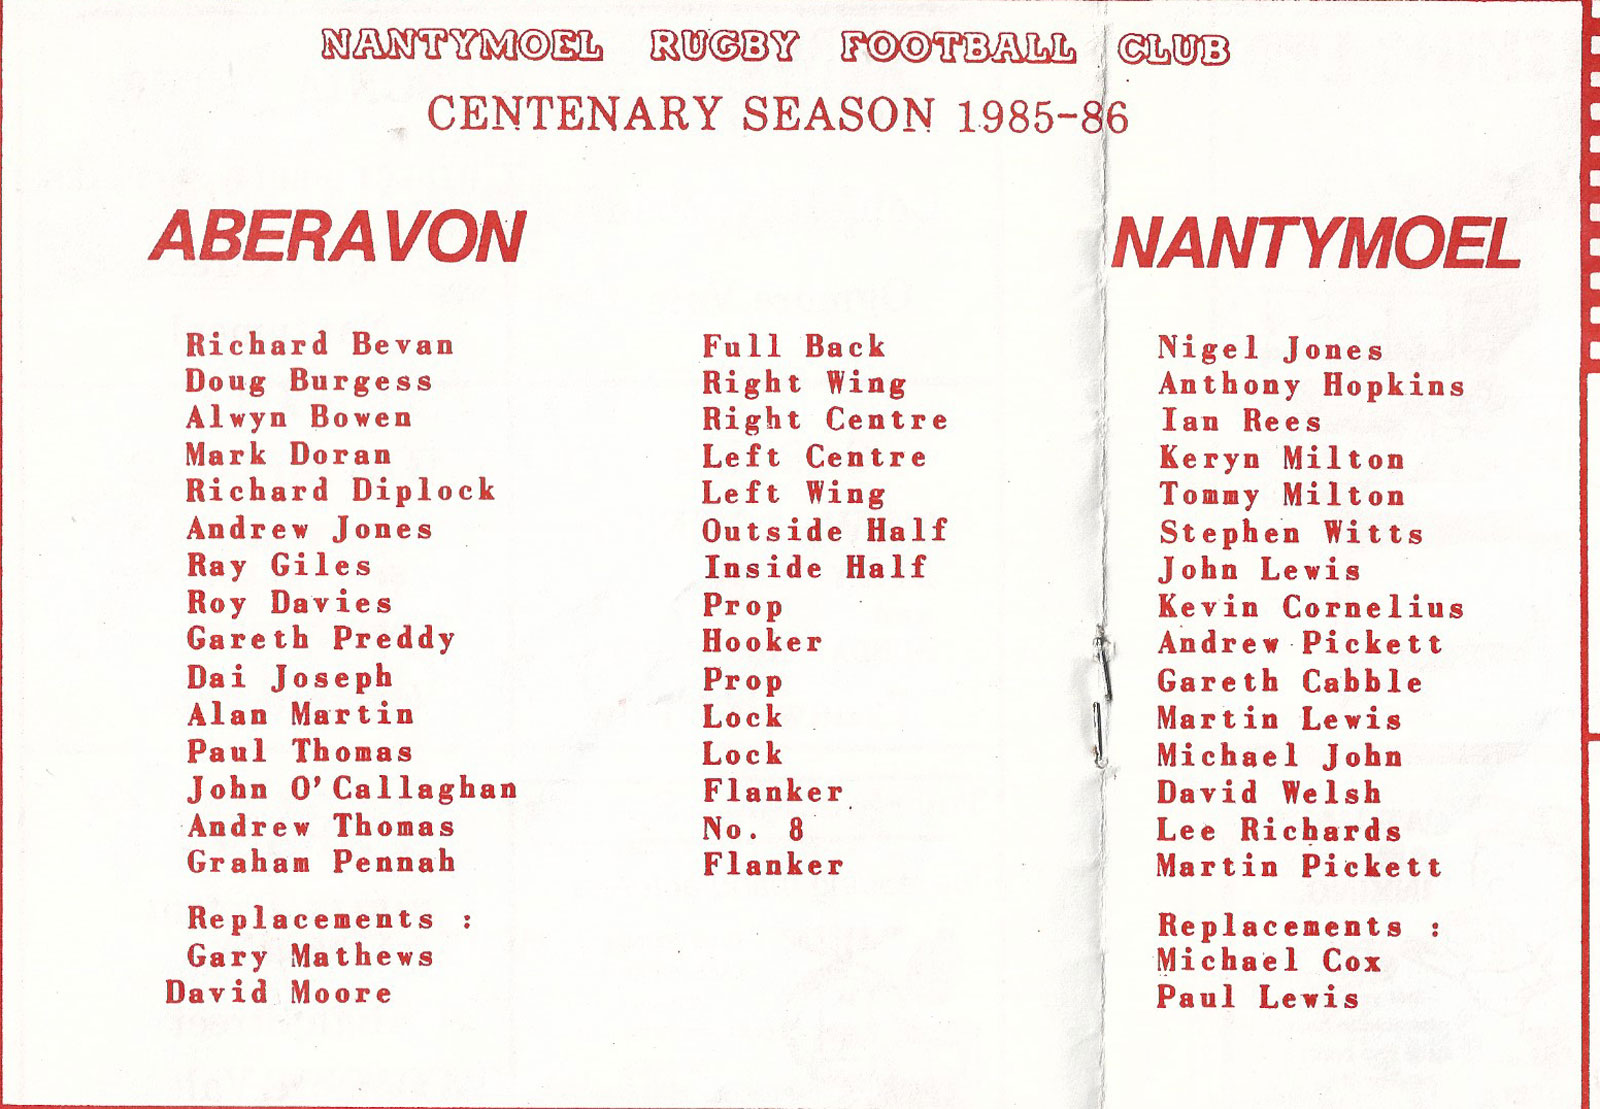 NANTYMOEL RUGBY FOOTBALL CLUB
CENTENARY SEASON 1985-86
ABERAVON NANTYMOEL
Richard Bevan Full Back Nigel Jones
Doug Burgess Right Wing Anthony Hopkins
Alwyn Bowen Right Centre Ian Rees
Mark Doran Left Centre Keryn Milton
Richard Diplock Left Wing Tommy Milton
Andrew Jones Outside Half Stephen Witts
Ray Giles Inside Half John Lewis
Roy Davies Prop Kevin Cornelius
Gareth Preddy Hooker Andrew Pickett
Dai Joseph Prop Gareth Cabble
Alan Martin Lock Martin Lewis
Paul Thomas Lock Michael John
John O'Callaghan Flanker David Welsh
Andrew Thomas No. 8 Lee Richards
Graham Pennah Flanker Martin Pickett
Replacements : Replacements :
Gary Mathews Michael Cox
David Moore Paul Lewis